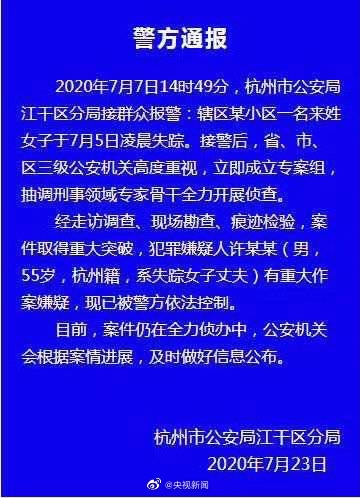 警方通报
2020年7月7日14时49分，杭州市公安局
江干区分局接群众报警：辖区某小区一名来姓
女子于7月5日凌晨失踪。接警后，省、市、
区三级公安机关高度重视，立即成立专案组，
抽调刑事领域专家骨干全力开展侦查。
经走访调查、现场勘查、痕迹检验，案
件取得重大突破，犯罪嫌疑人许某某（男，
55岁，杭州籍，系失踪女子丈夫）有重大作
案嫌疑，现已被警方依法控制。
目前，案件仍在全力侦办中，公安机关
会根据案情进展，及时做好信息公布。
杭州市公安局江干区分局
2020年7月23日
@央视新闻